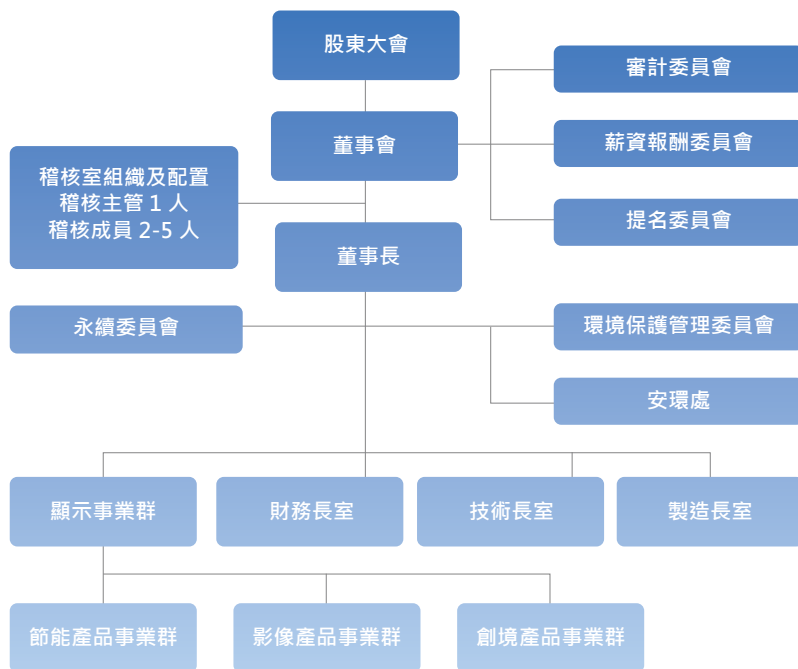 股東大會
審計委員會
董事會
薪資報酬委員會
稽核室組織及配置
稽核主管 1 人
稽核成員 2-5 人
提名委員會
董事長
永續委員會
環境保護管理委員會
安環處
顯示事業群
財務長室
技術長室
製造長室
節能產品事業群
影像產品事業群
創境產品事業群